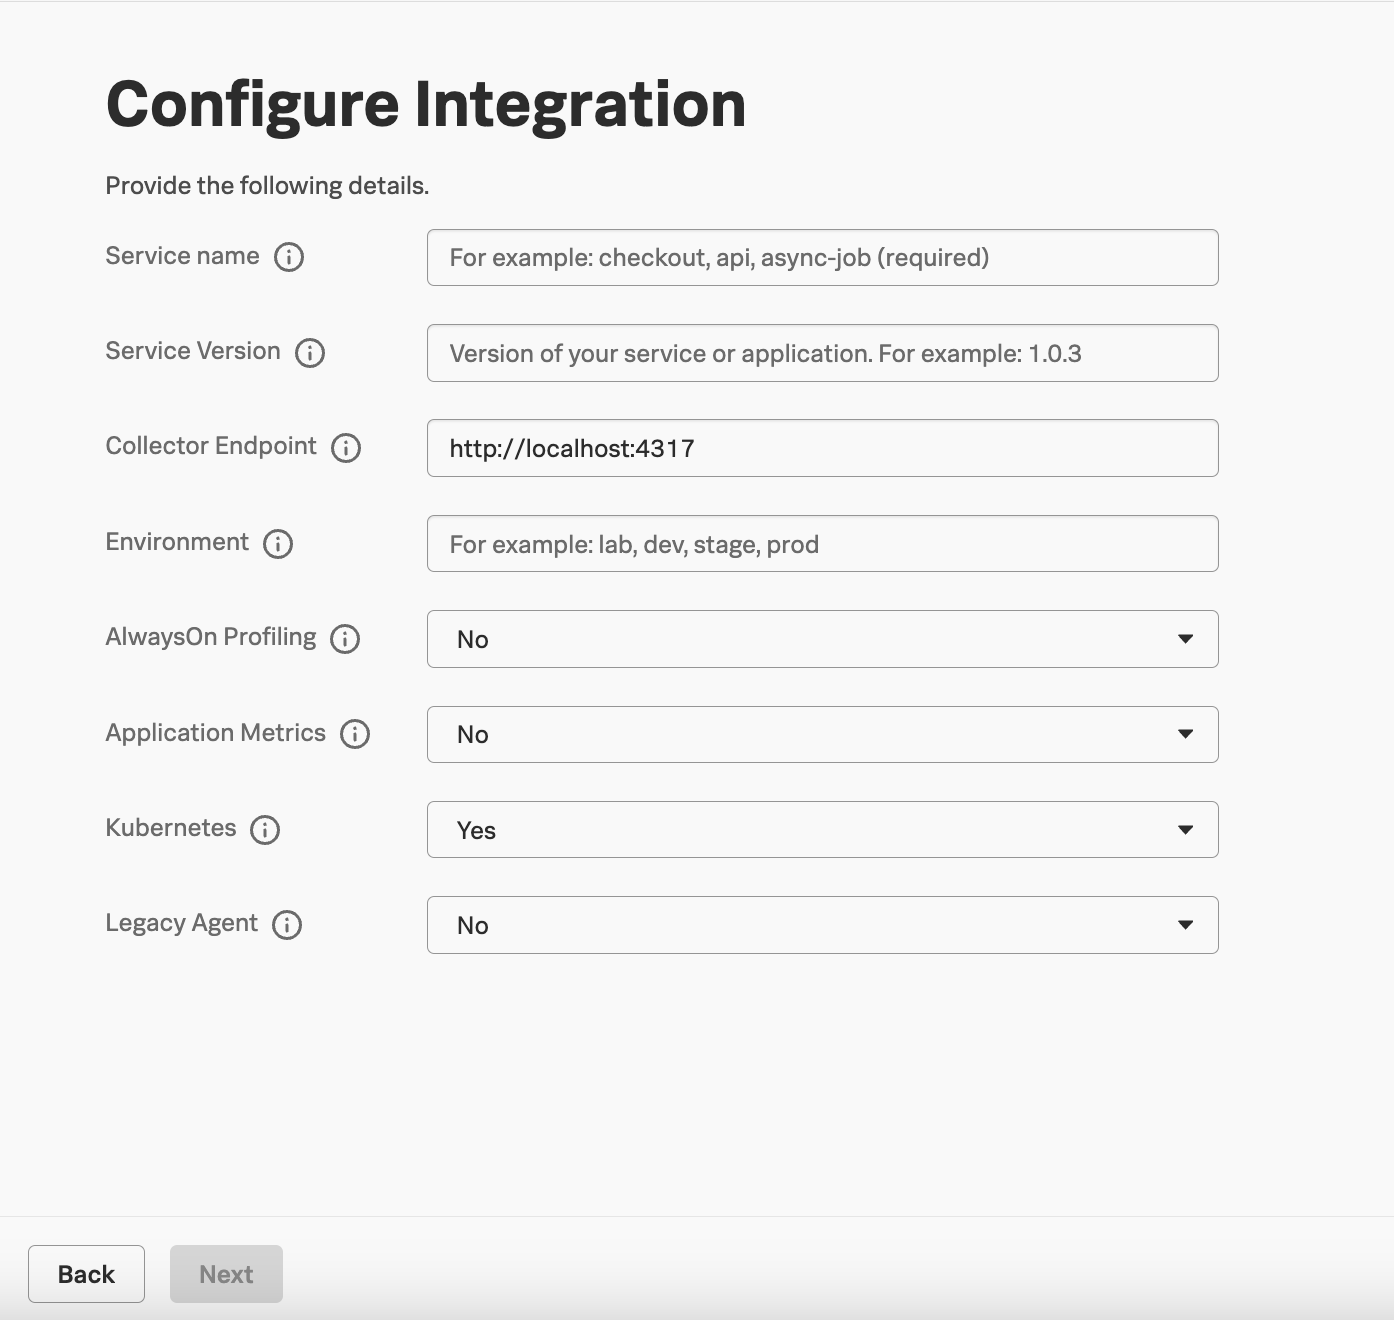 Configure Integration
Provide the following details.
Service name
For example: checkout, api, async-job (required)
Service Version
Version of your service or application. For example: 1.0.3
Collector Endpoint
http://localhost:4317
Environment
For example: lab, dev, stage, prod
AlwaysOn Profiling
No
Application Metrics
No
Kubernetes
Yes
Legacy Agent
No
Back
Next